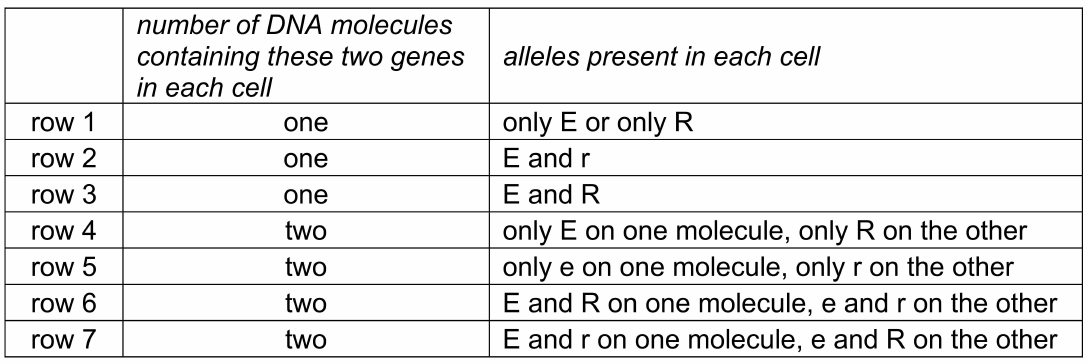 number of DNA molecules
containing these two genes
in each cell
alleles present in each cell
row 1 one only E or only R
row 2 one E and r
row 3 one E and R
row 4 two only E on one molecule, only R on the other
row 5 two only e on one molecule, only r on the other
row 6 two E and R on one molecule, e and r on the other
row 7 two E and r on one molecule, e and R on the other